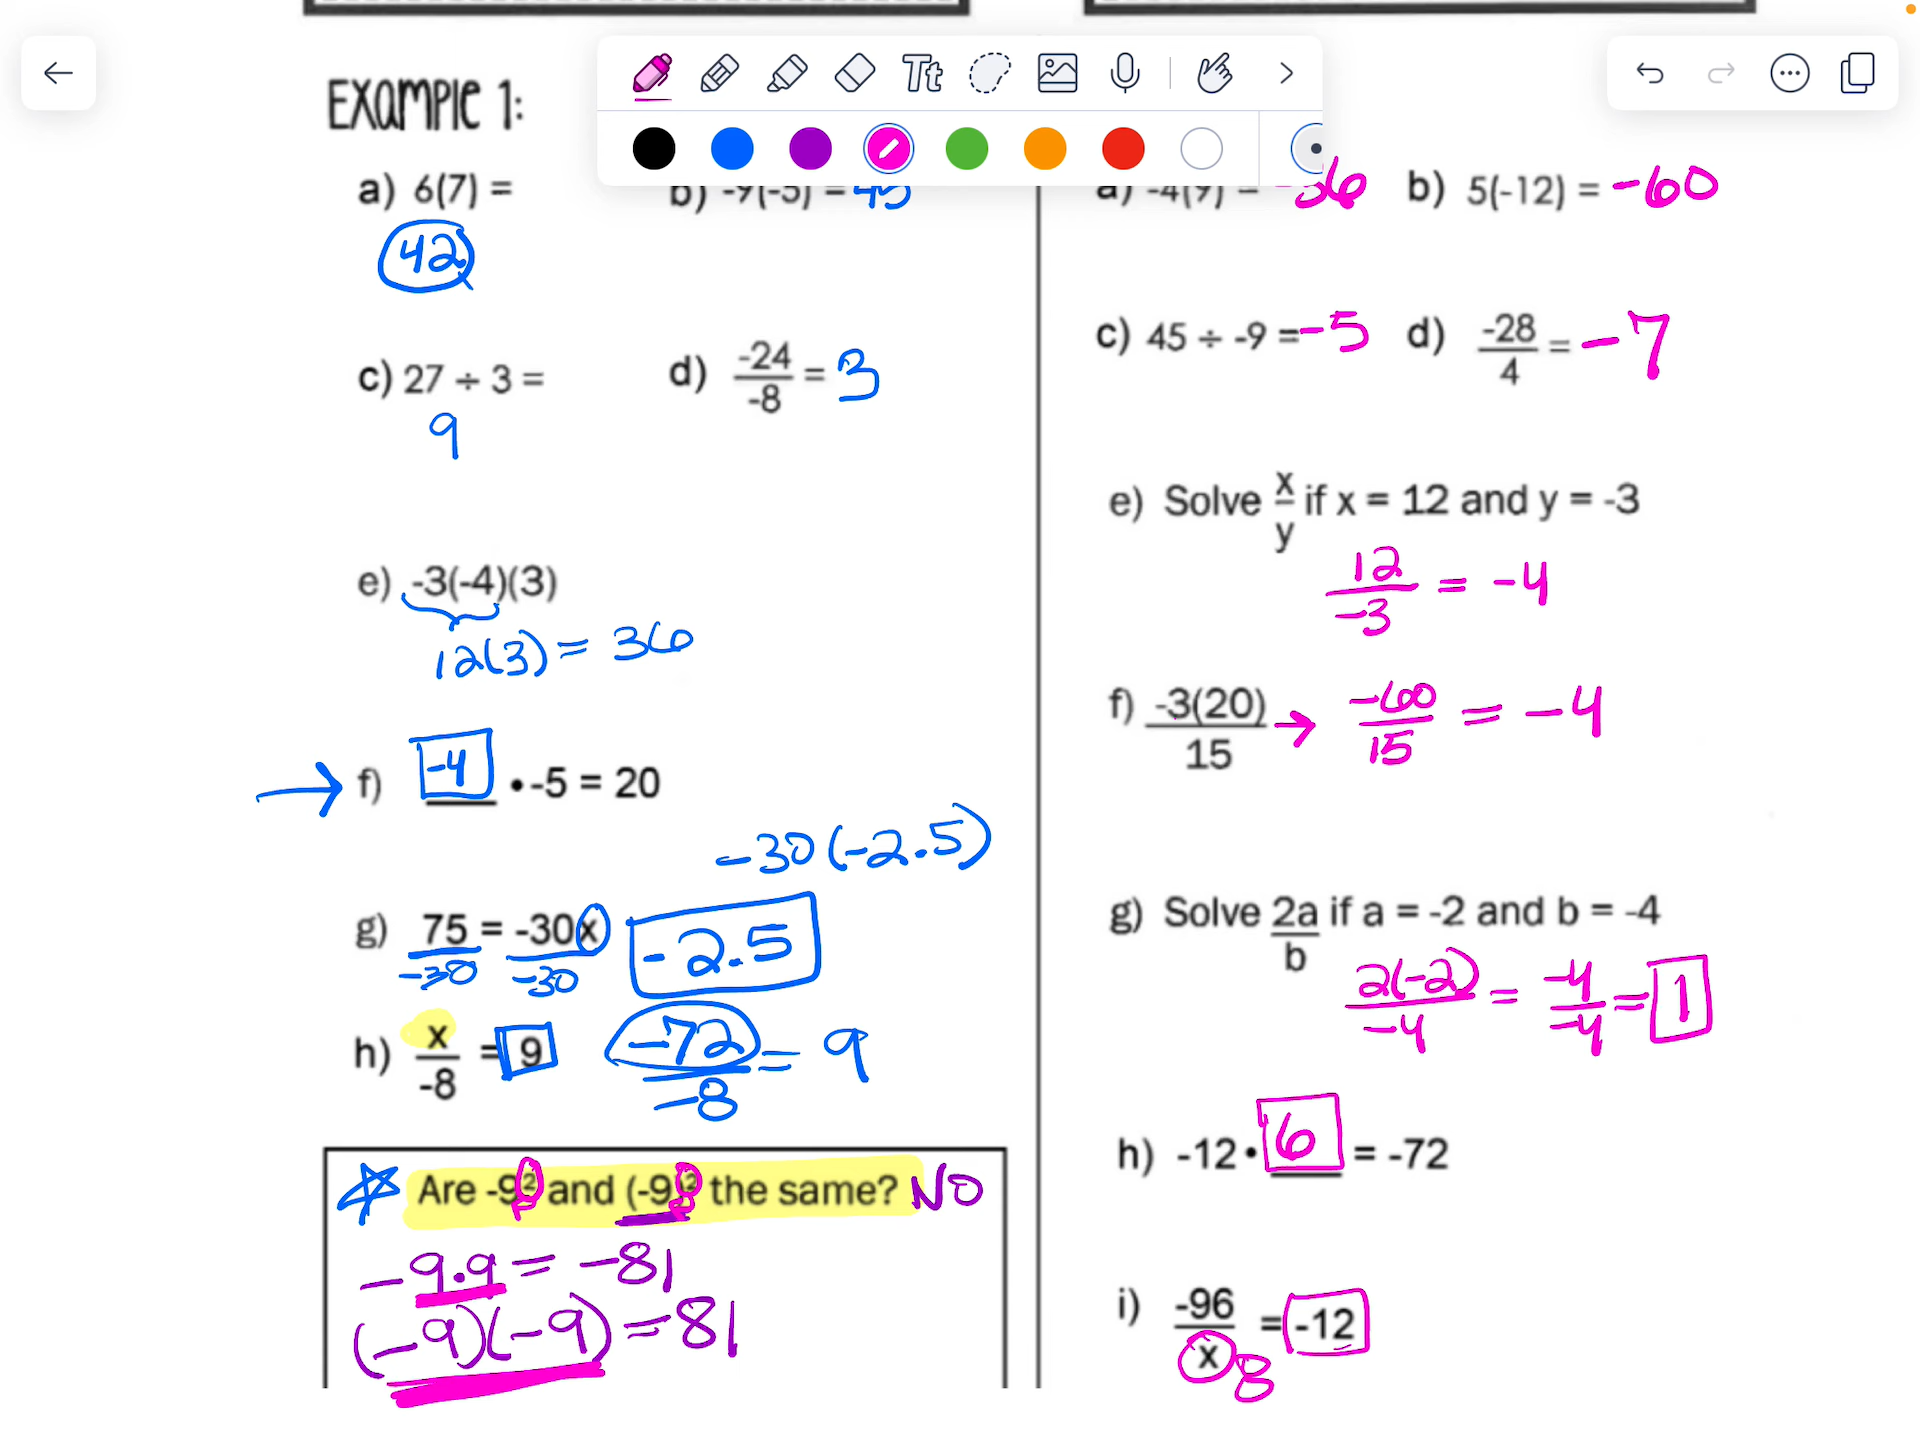 Tt
Example 1:
a) 6(7) =
42
b) -9(-5) = 45
c) 27 ÷ 3 =
9
d) -24/-8 = 3
e) -3(-4)(3)
12(3) = 36
→ f) -4 • -5 = 20
-30(-2.5)
g) 75 = -30x -2.5
-30 -30
h) x/-8 = 9 -72/-8 = 9
Are -9² and (-9)² the same? NO
-9·9 = -81
(-9)(-9) = 81
a) -4(9) = -36 b) 5(-12) = -60
c) 45 ÷ -9 = -5 d) -28/4 = -7
e) Solve x/y if x = 12 and y = -3
12/-3 = -4
f) -3(20)/15 → -60/15 = -4
g) Solve 2a/b if a = -2 and b = -4
2(-2)/-4 = -4/-4 = 1
h) -12 • 6 = -72
i) -96/x = -12
8